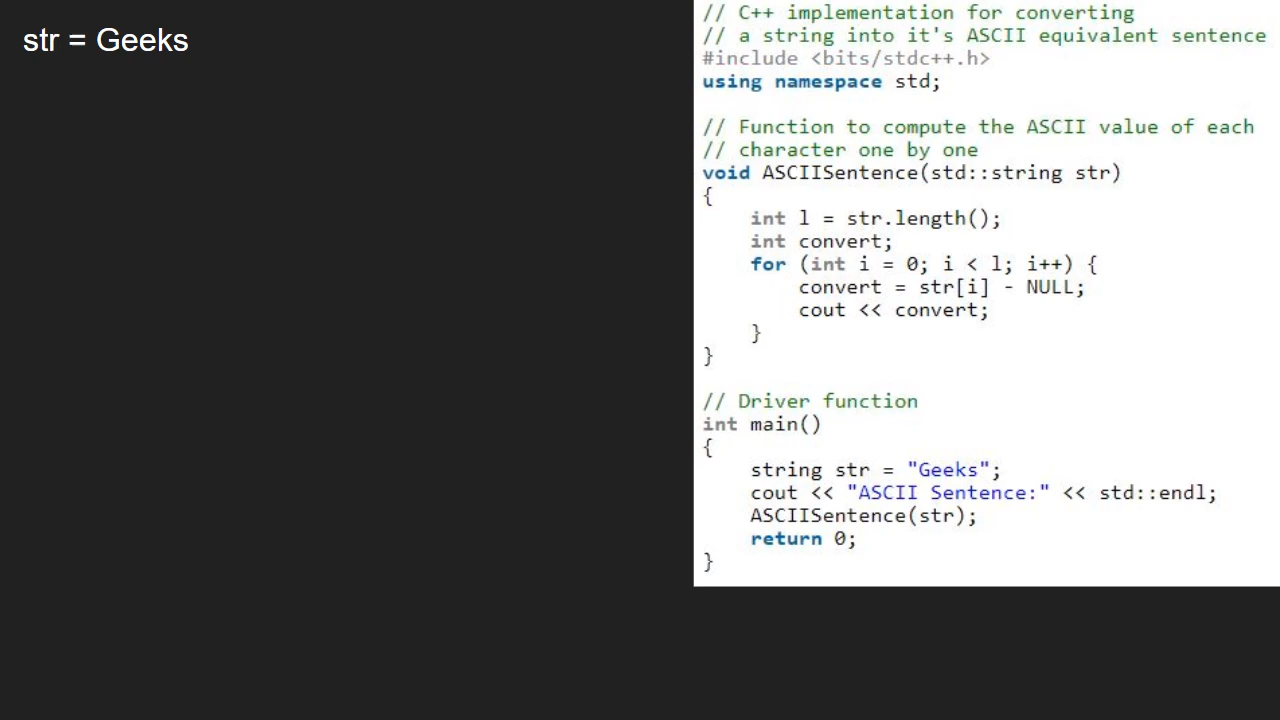 str = Geeks
// C++ implementation for converting
// a string into it's ASCII equivalent sentence
#include <bits/stdc++.h>
using namespace std;

// Function to compute the ASCII value of each
// character one by one
void ASCIISentence(std::string str)
{
    int l = str.length();
    int convert;
    for (int i = 0; i < l; i++) {
        convert = str[i] - NULL;
        cout << convert;
    }
}

// Driver function
int main()
{
    string str = "Geeks";
    cout << "ASCII Sentence:" << std::endl;
    ASCIISentence(str);
    return 0;
}